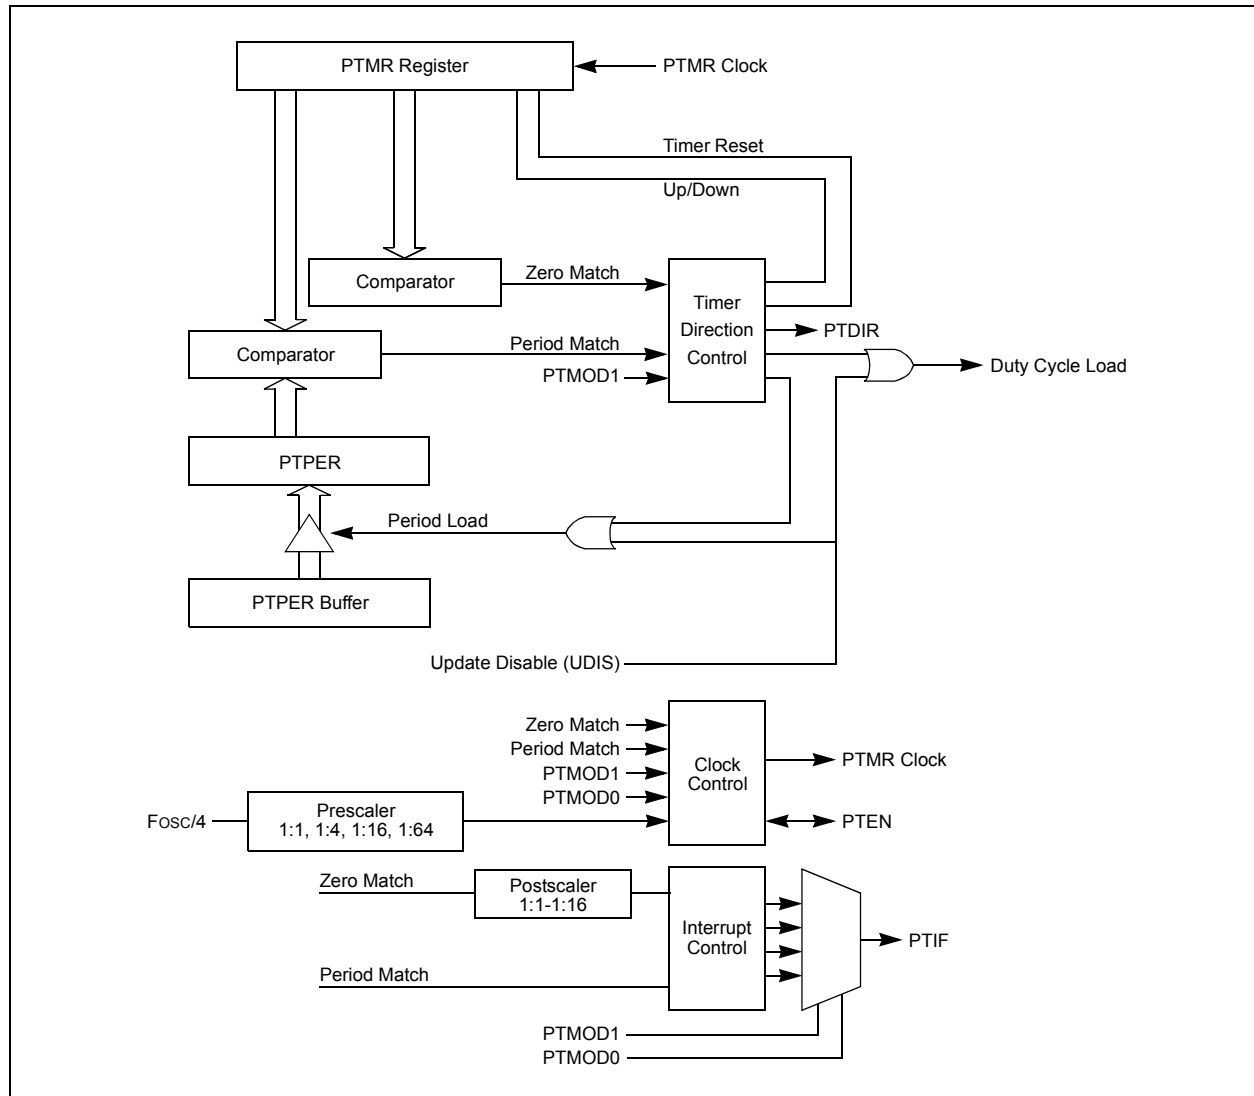 PTMR Register
PTMR Clock
Timer Reset
Up/Down
Comparator
Zero Match
Timer
Direction
Control
PTDIR
Comparator
Period Match
PTMOD1
Duty Cycle Load
PTPER
Period Load
PTPER Buffer
Update Disable (UDIS)
Zero Match
Period Match
PTMOD1
PTMOD0
Clock
Control
PTMR Clock
PTEN
FOSC/4
Prescaler
1:1, 1:4, 1:16, 1:64
Zero Match
Postscaler
1:1-1:16
Interrupt
Control
PTIF
Period Match
PTMOD1
PTMOD0